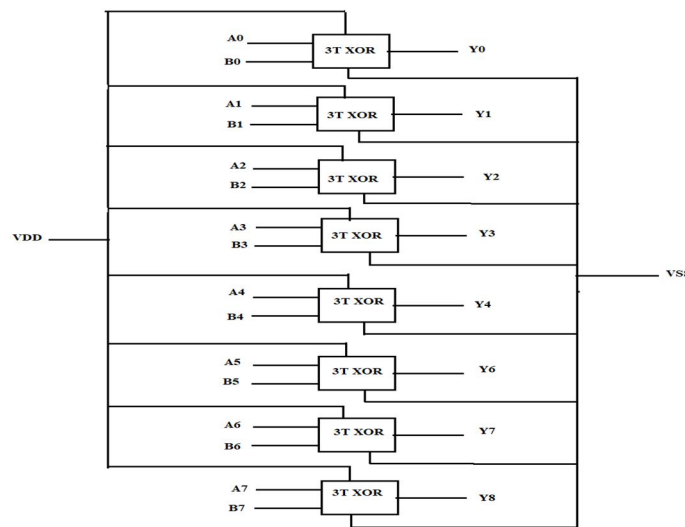 A0
B0
3T XOR
Y0
A1
B1
3T XOR
Y1
A2
B2
3T XOR
Y2
VDD
A3
B3
3T XOR
Y3
VSS
A4
B4
3T XOR
Y4
A5
B5
3T XOR
Y6
A6
B6
3T XOR
Y7
A7
B7
3T XOR
Y8